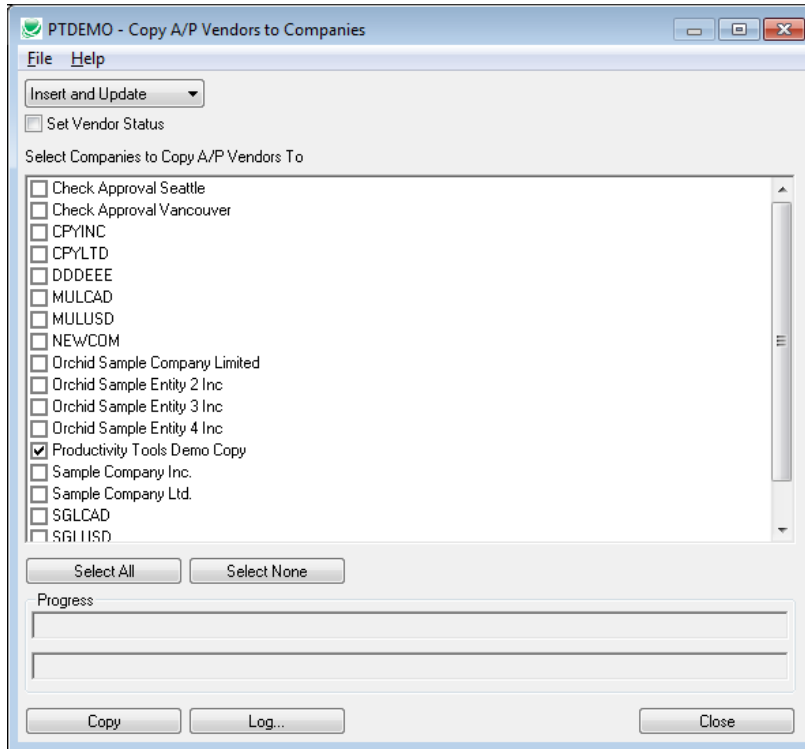 PTDEMO - Copy A/P Vendors to Companies
File Help
Insert and Update
Set Vendor Status
Select Companies to Copy A/P Vendors To
Check Approval Seattle
Check Approval Vancouver
CPYINC
CPYLTD
DDDEEE
MULCAD
MULUSD
NEWCOM
Orchid Sample Company Limited
Orchid Sample Entity 2 Inc
Orchid Sample Entity 3 Inc
Orchid Sample Entity 4 Inc
Productivity Tools Demo Copy
Sample Company Inc.
Sample Company Ltd.
SGLCAD
SGLUSD
Select All Select None
Progress
Copy Log... Close